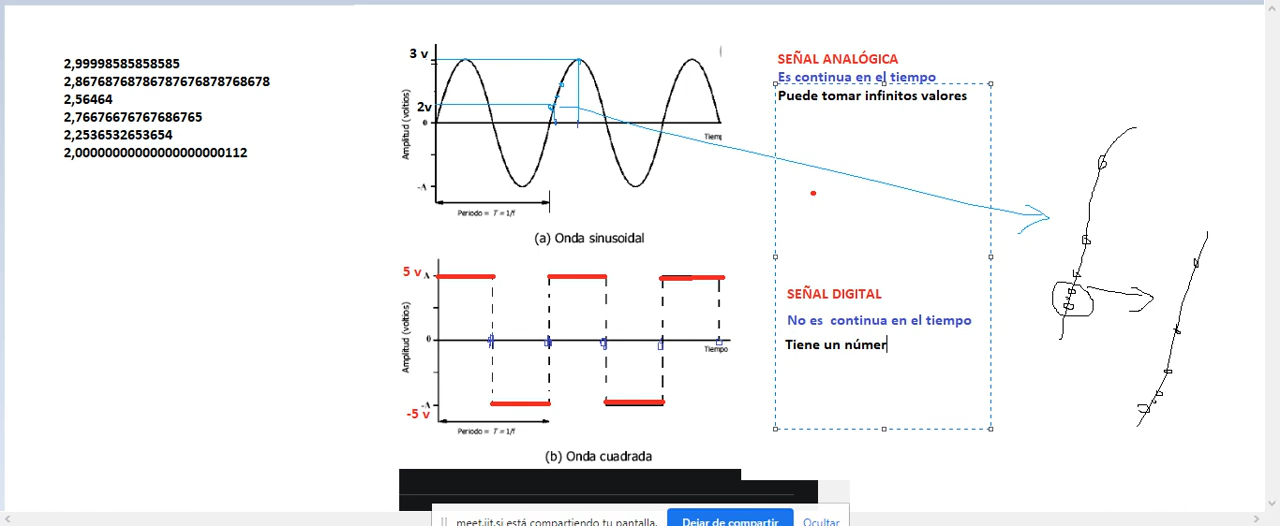 2,99998585858585
2,867687687867876768787686​78
2,56464
2,76676676767686765
2,2536532653654
2,00000000000000000000112
3 v
2v
0
-A
Amplitud (voltios)
Tiemp
Periodo = T = 1/f
(a) Onda sinusoidal
SEÑAL ANALÓGICA
Es continua en el tiempo
Puede tomar infinitos valores
5 v A
0
-5 v -A
Amplitud (voltios)
Tiempo
Periodo = T = 1/f
(b) Onda cuadrada
SEÑAL DIGITAL
No es continua en el tiempo
Tiene un númer
meet.jit.si está compartiendo tu pantalla.
Dejar de compartir
Ocultar